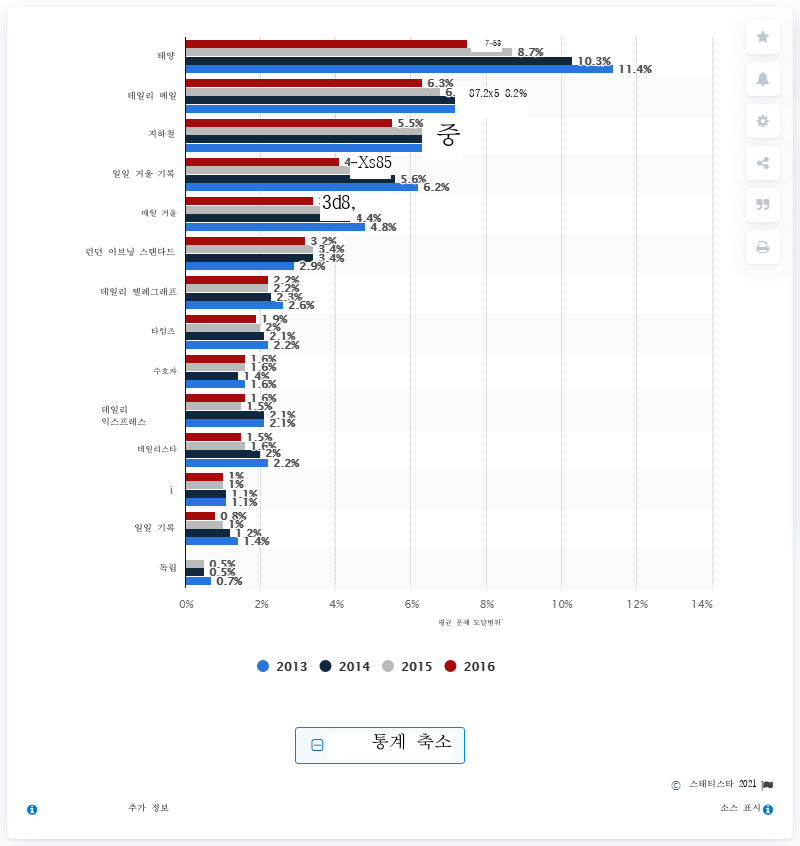 태양
7-53
8.7%
10.3%
11.4%
데일리 메일
6.3%
6.
87.2x5 8.2%
지하철
5.5%
중
일일 거울 기록
4-Xs85
5.6%
6.2%
매일 거울
3d8,
4.4%
4.8%
런던 이브닝 스탠다드
3.2%
3.4%
3.4%
2.9%
데일리 텔레그래프
2.2%
2.2%
2.3%
2.6%
타임즈
1.9%
2%
2.1%
2.2%
수호자
1.6%
1.6%
1.4%
1.6%
데일리
익스프레스
1.6%
1.5%
2.1%
2.1%
데일리스타
1.5%
1.6%
2%
2.2%
i
1%
1%
1.1%
1.1%
일일 기록
0.8%
1%
1.2%
1.4%
독립
0.5%
0.5%
0.7%
0% 2% 4% 6% 8% 10% 12% 14%
평균 문제 도달범위*
2013 2014 2015 2016
통계 축소
© 스태티스타 2021
추가 정보
소스 표시